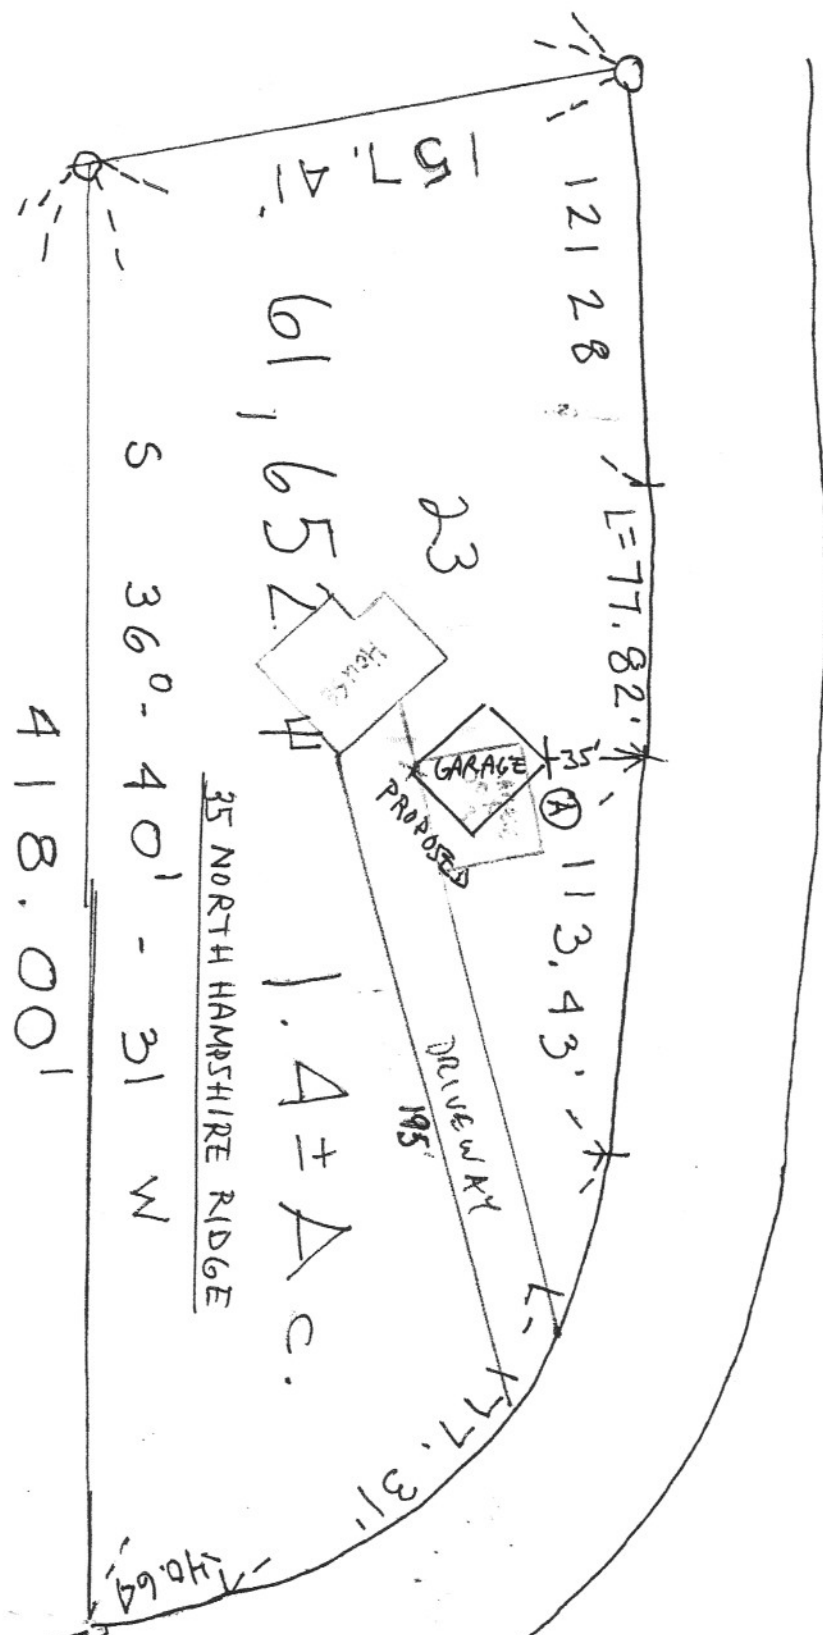 157.41'
121 28
L=77.82'
35'
A
113.43'
23
61,652 #
HOUSE
GARAGE
PROPOSED
DRIVEWAY
195'
1.4± Ac.
35 NORTH HAMPSHIRE RIDGE
S 36°-40'-31 W
418.00'
L=
177.31'
40.64